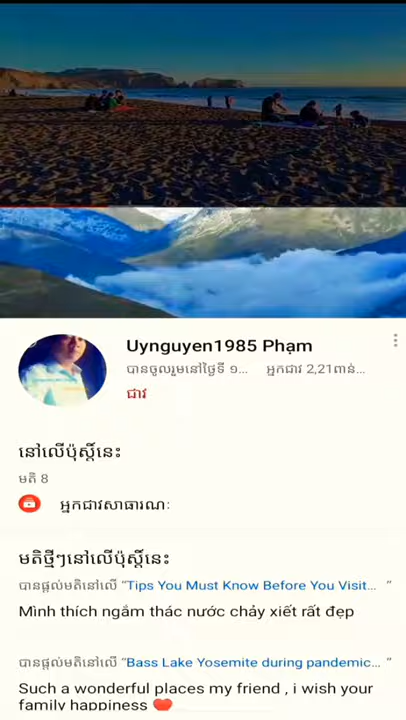 Uynguyen1985 Phạm
បានចូលរួមនៅថ្ងៃទី ១... អ្នកជាវ 2,21ពាន់...
ជាវ
នៅលើប៉ុស្តិ៍នេះ
មតិ 8
អ្នកជាវសាធារណៈ
មតិថ្មីៗនៅលើប៉ុស្តិ៍នេះ
បានផ្តល់មតិនៅលើ "Tips You Must Know Before You Visit... "
Mình thích ngắm thác nước chảy xiết rất đẹp
បានផ្តល់មតិនៅលើ "Bass Lake Yosemite during pandemic... "
Such a wonderful places my friend , i wish your
family happiness ❤️